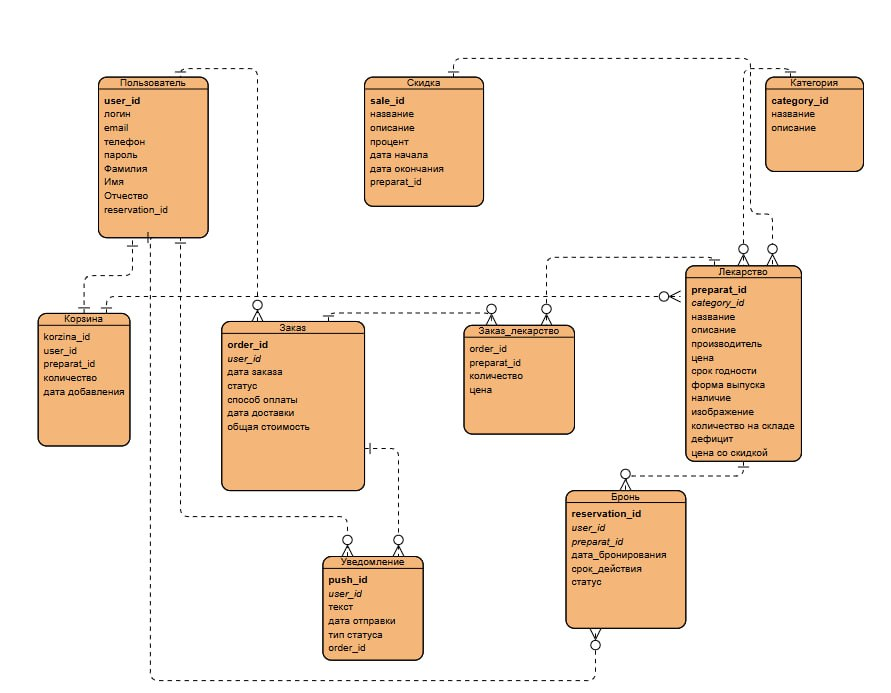 Пользователь
user_id
логин
email
телефон
пароль
Фамилия
Имя
Отчество
reservation_id
Скидка
sale_id
название
описание
процент
дата начала
дата окончания
preparat_id
Категория
category_id
название
описание
Лекарство
preparat_id
category_id
название
описание
производитель
цена
срок годности
форма выпуска
наличие
изображение
количество на складе
дефицит
цена со скидкой
Корзина
korzina_id
user_id
preparat_id
количество
дата добавления
Заказ
order_id
user_id
дата заказа
статус
способ оплаты
дата доставки
общая стоимость
Заказ_лекарство
order_id
preparat_id
количество
цена
Бронь
reservation_id
user_id
preparat_id
дата_бронирования
срок_действия
статус
Уведомление
push_id
user_id
текст
дата отправки
тип статуса
order_id